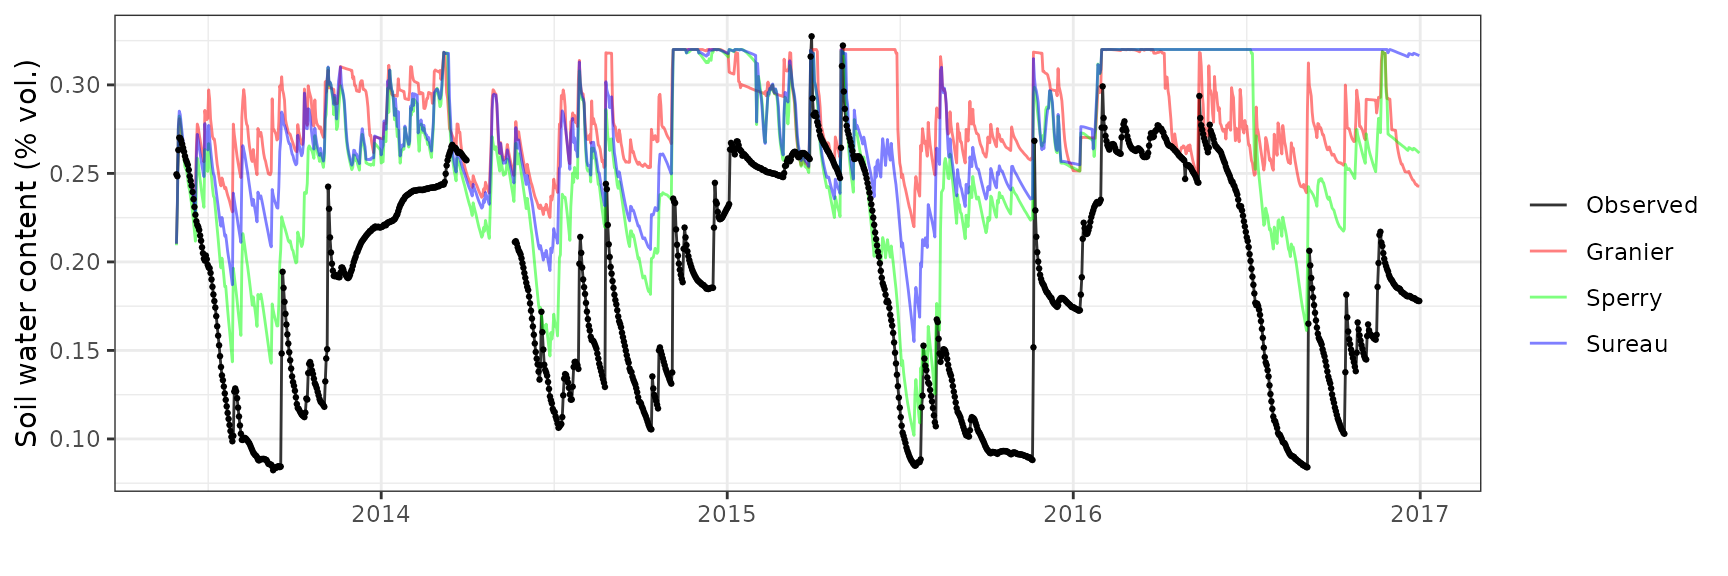 Soil water content (% vol.)
0.30
0.25
0.20
0.15
0.10
2014
2015
2016
2017
Observed
Granier
Sperry
Sureau